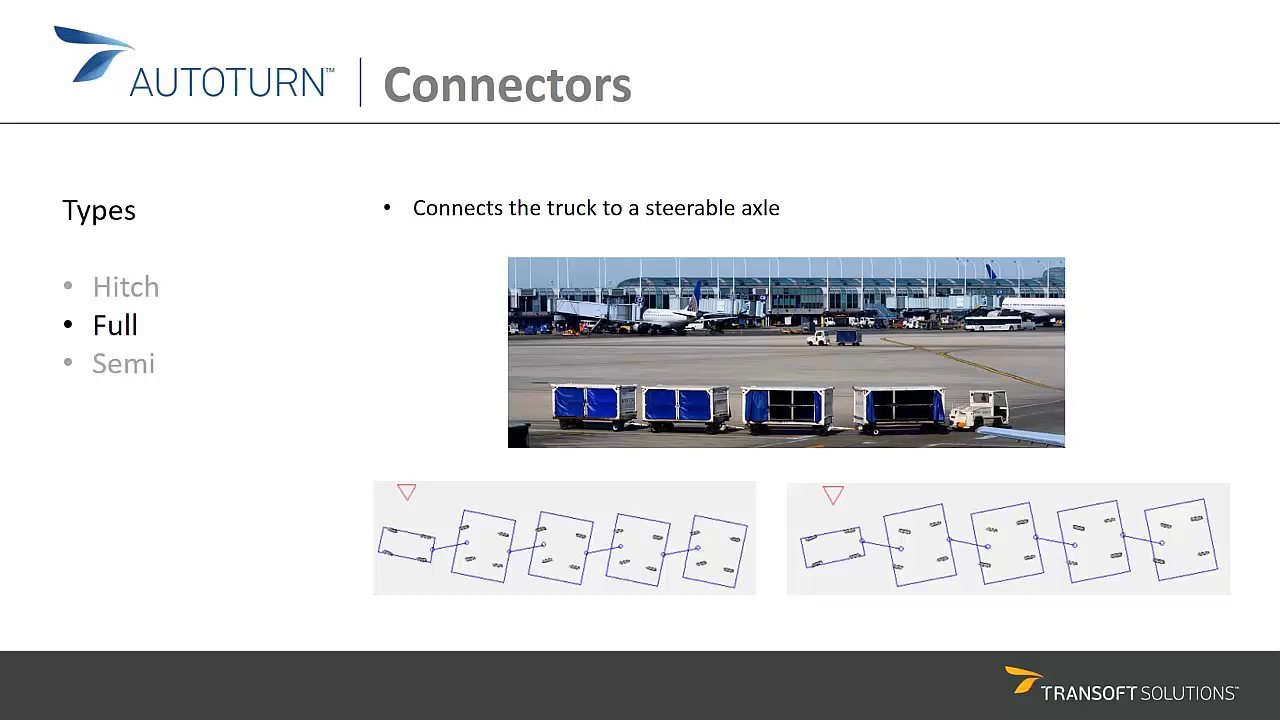 AUTOTURN™
Connectors
Types
• Hitch
• Full
• Semi
• Connects the truck to a steerable axle
TRANSOFT SOLUTIONS™